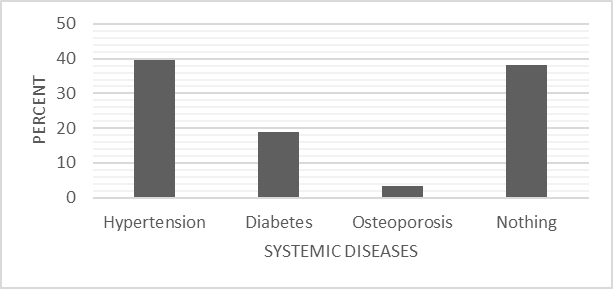 50
40
30
20
10
0
PERCENT
Hypertension Diabetes Osteoporosis Nothing
SYSTEMIC DISEASES